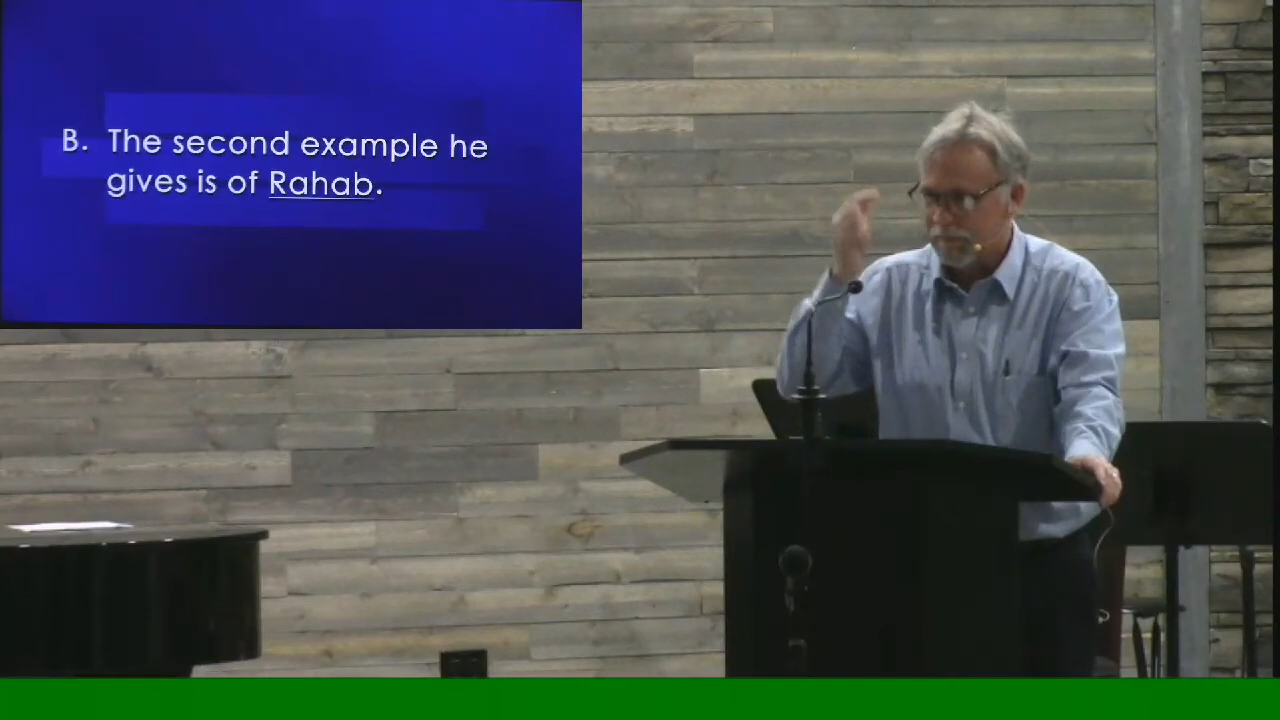 B. The second example he
gives is of Rahab.